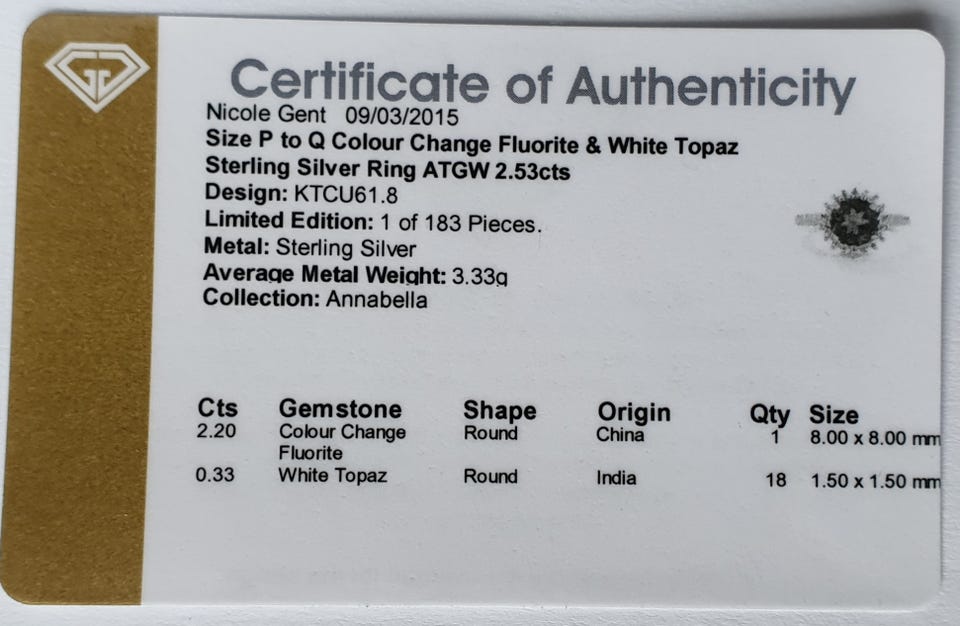 Certificate of Authenticity
Nicole Gent 09/03/2015
Size P to Q Colour Change Fluorite & White Topaz
Sterling Silver Ring ATGW 2.53cts
Design: KTCU61.8
Limited Edition: 1 of 183 Pieces.
Metal: Sterling Silver
Average Metal Weight: 3.33g
Collection: Annabella
Cts Gemstone Shape Origin Qty Size
2.20 Colour Change Round China 1 8.00 x 8.00 mm
Fluorite
0.33 White Topaz Round India 18 1.50 x 1.50 mm